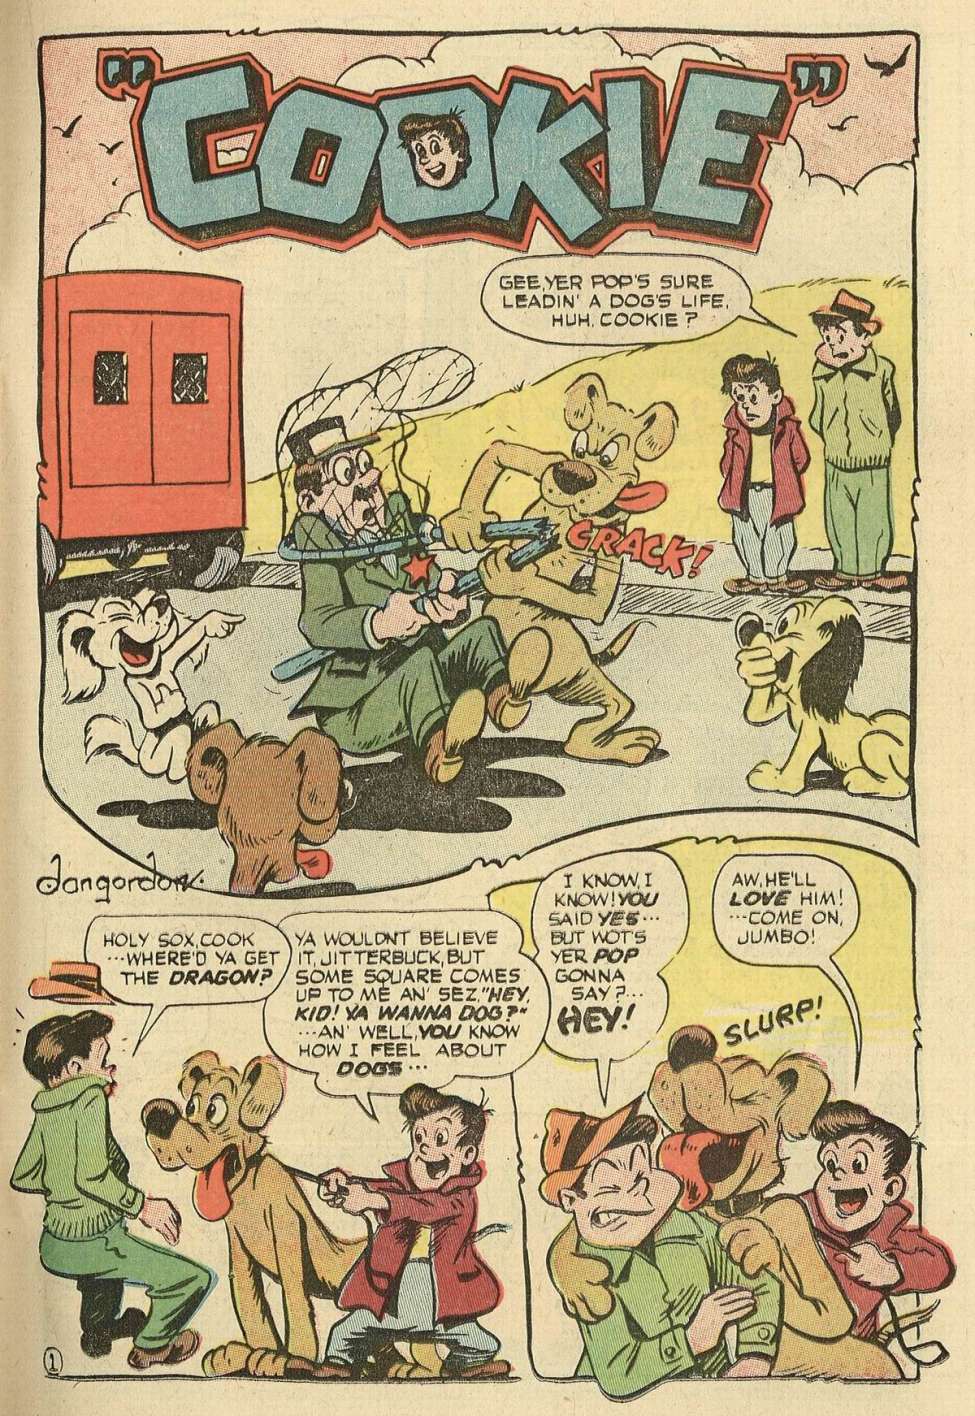 "COOKIE"
GEE, YER POP'S SURE
LEADIN' A DOG'S LIFE,
HUH, COOKIE?
CRACK!
dangordon
HOLY SOX, COOK
...WHERE'D YA GET
THE DRAGON?
YA WOULDNT BELIEVE
IT, JITTERBUCK, BUT
SOME SQUARE COMES
UP TO ME AN' SEZ, "HEY,
KID! YA WANNA DOG?"
...AN' WELL, YOU KNOW
HOW I FEEL ABOUT
DOGS...
I KNOW, I
KNOW! YOU
SAID YES...
BUT WOT'S
YER POP
GONNA
SAY?...
HEY!
AW, HE'LL
LOVE HIM!
...COME ON,
JUMBO!
SLURP!
1